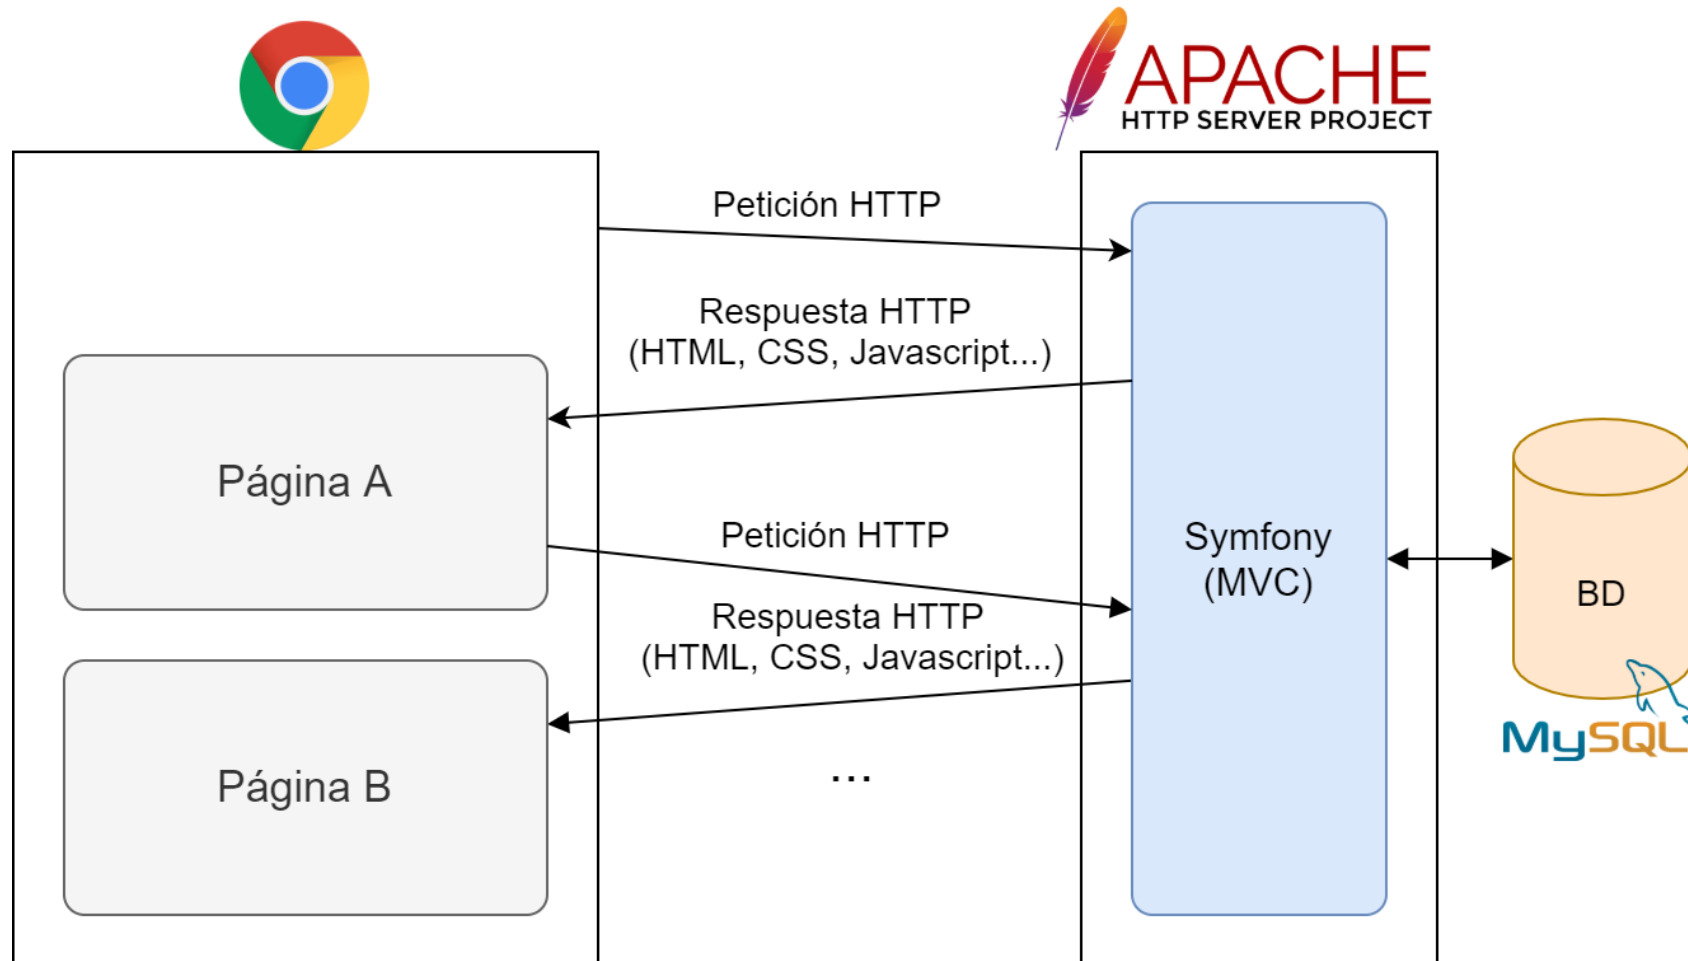 APACHE
HTTP SERVER PROJECT
Petición HTTP
Respuesta HTTP
(HTML, CSS, Javascript...)
Página A
Petición HTTP
Symfony
(MVC)
BD
Respuesta HTTP
(HTML, CSS, Javascript...)
MySQL
Página B
...